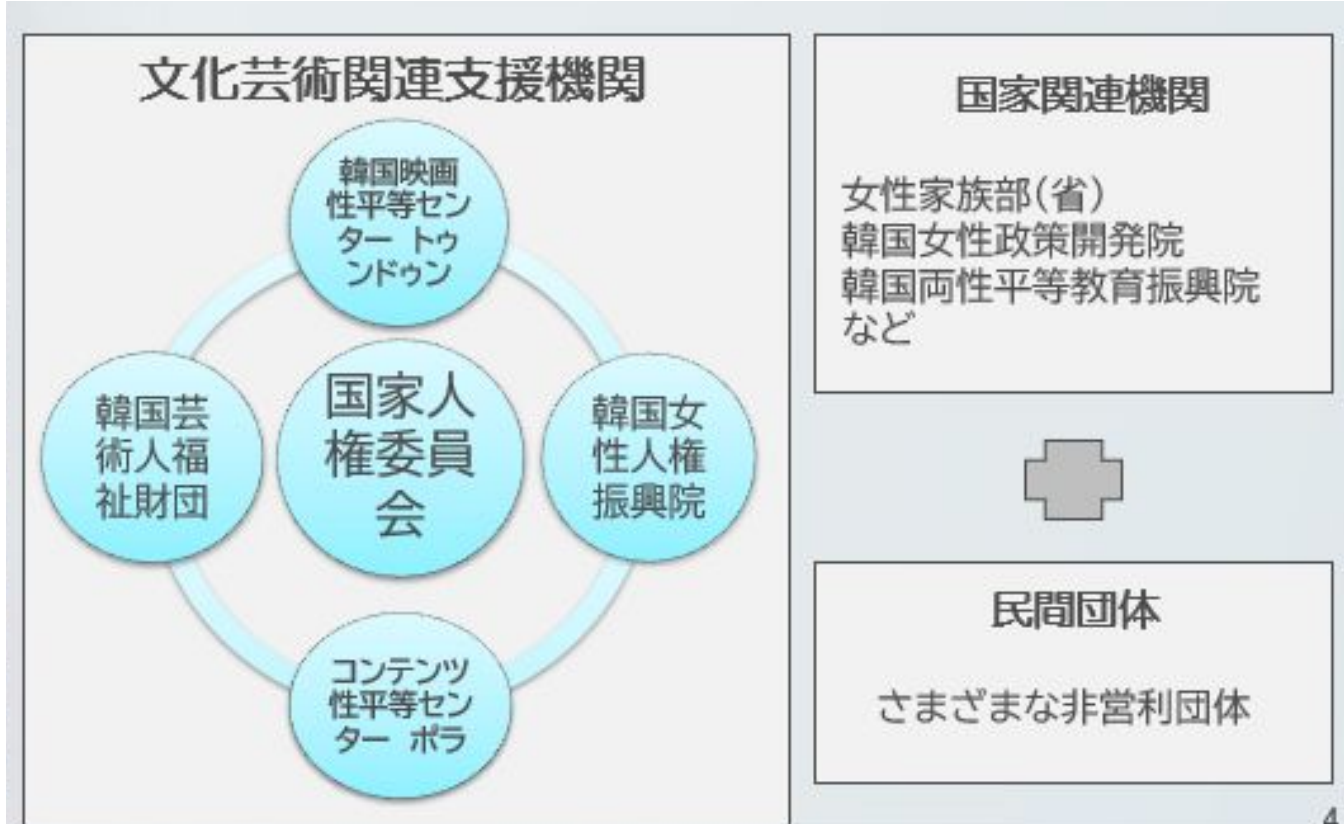 文化芸術関連支援機関
韓国映画
性平等セン
ター トゥ
ンドゥン
韓国芸
術人福
祉財団
国家人
権委員
会
韓国女
性人権
振興院
コンテンツ
性平等セン
ター ボラ
国家関連機関
女性家族部(省)
韓国女性政策開発院
韓国両性平等教育振興院
など
民間団体
さまざまな非営利団体
4